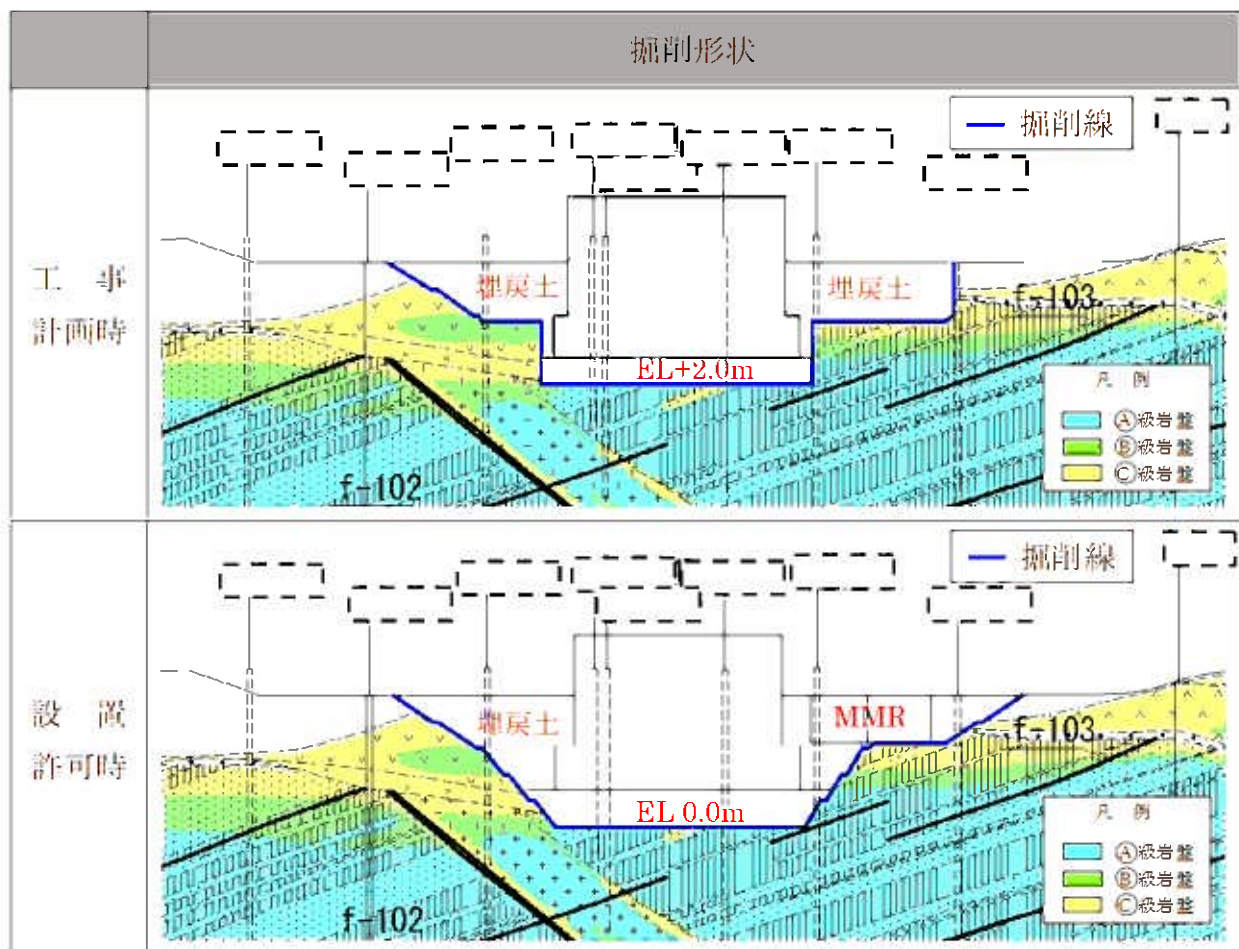 掘削形状
工事
計画時
掘削線
埋戻土
埋戻土
f-103
EL+2.0m
f-102
凡例
Ⓐ級岩盤
Ⓑ級岩盤
Ⓒ級岩盤
設置
許可時
掘削線
埋戻土
MMR
f-103
EL 0.0m
f-102
凡例
Ⓐ級岩盤
Ⓑ級岩盤
Ⓒ級岩盤